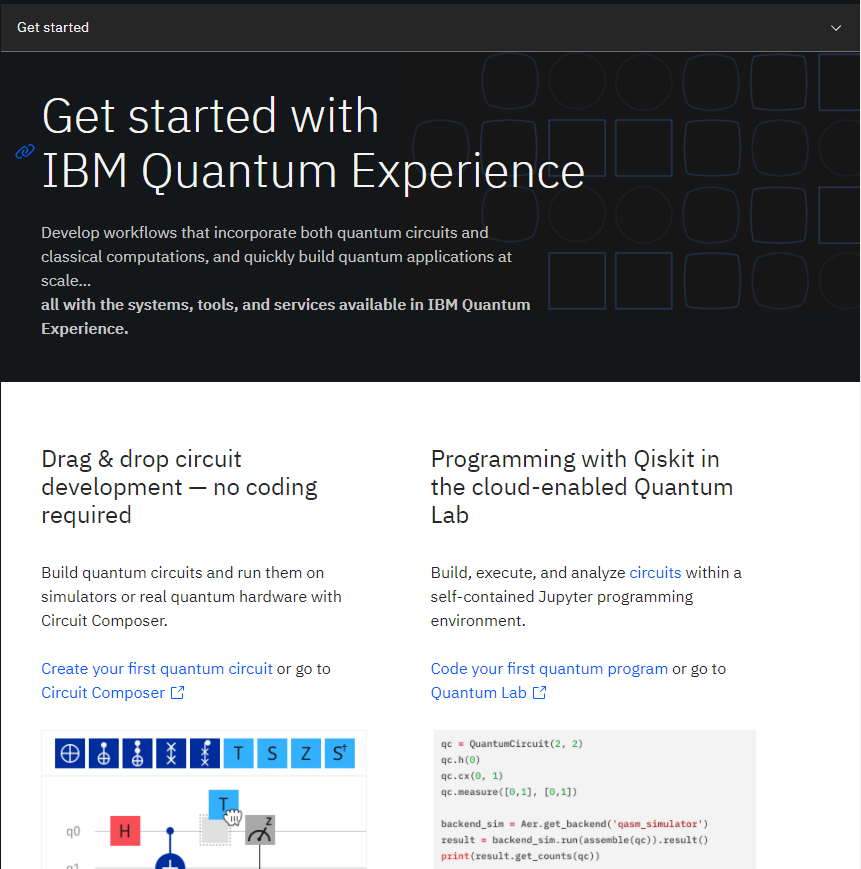 Get started
Get started with
IBM Quantum Experience
Develop workflows that incorporate both quantum circuits and
classical computations, and quickly build quantum applications at
scale...
all with the systems, tools, and services available in IBM Quantum
Experience.
Drag & drop circuit
development — no coding
required
Build quantum circuits and run them on
simulators or real quantum hardware with
Circuit Composer.
Create your first quantum circuit or go to
Circuit Composer
T S Z S†
T
z
q0 H
q1
Programming with Qiskit in
the cloud-enabled Quantum
Lab
Build, execute, and analyze circuits within a
self-contained Jupyter programming
environment.
Code your first quantum program or go to
Quantum Lab
qc = QuantumCircuit(2, 2)
qc.h(0)
qc.cx(0, 1)
qc.measure([0,1], [0,1])
backend_sim = Aer.get_backend('qasm_simulator')
result = backend_sim.run(assemble(qc)).result()
print(result.get_counts(qc))